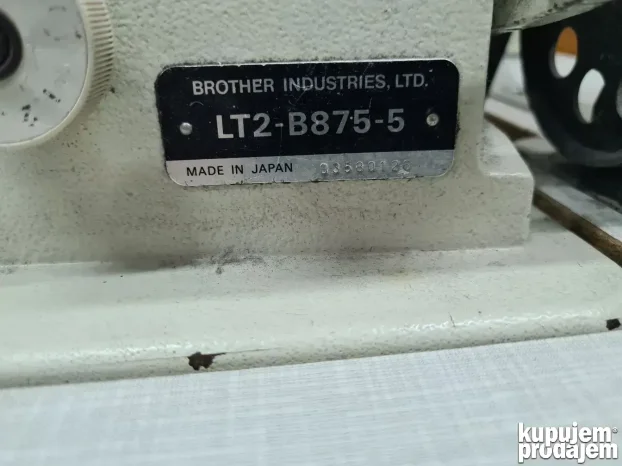 BROTHER INDUSTRIES, LTD.
LT2-B875-5
MADE IN JAPAN
kupujem
prodajem